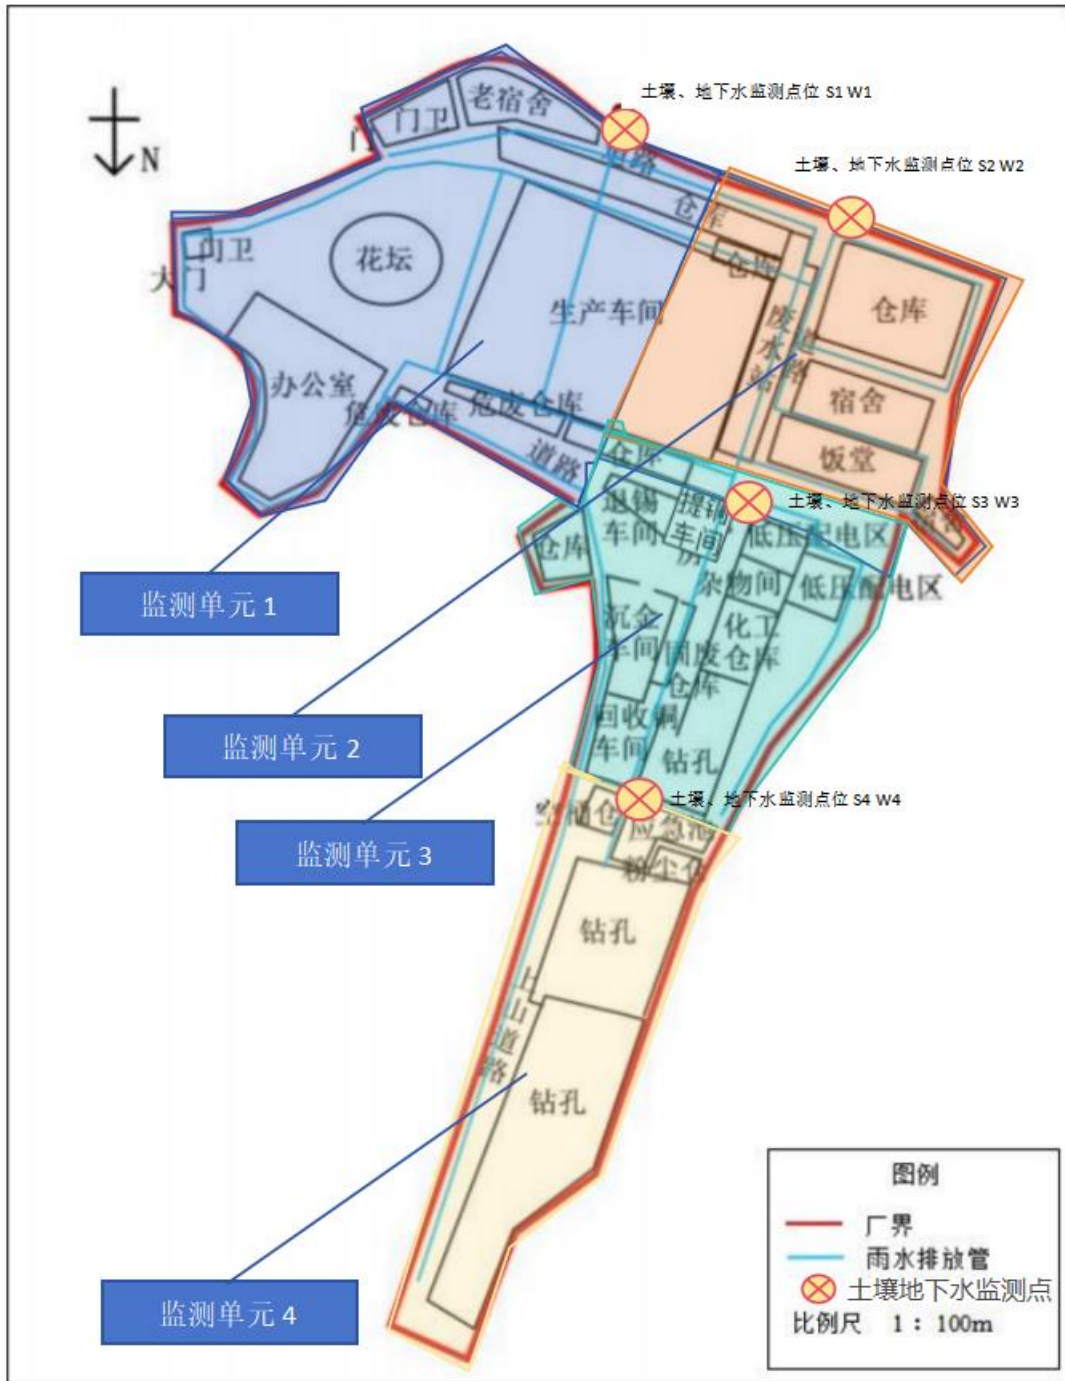 土壤、地下水监测点位 S1 W1
老宿舍
门卫
门
道路
N
土壤、地下水监测点位 S2 W2
仓库
门卫
大门
花坛
仓库
生产车间
废水站
道路
仓库
办公室
危废仓库
危废仓库
宿舍
道路
仓库
饭堂
土壤、地下水监测点位 S3 W3
退锡
车间
提铜
车间
房
低压配电区
仓库
杂物间
低压配电区
监测单元 1
沉金
车间
化工
仓库
固废
仓库
监测单元 2
回收铜
车间
钻孔
土壤、地下水监测点位 S4 W4
空桶仓
应急池
监测单元 3
粉尘仓
钻孔
上山道路
钻孔
监测单元 4
图例
厂界
雨水排放管
土壤地下水监测点
比例尺 1：100m